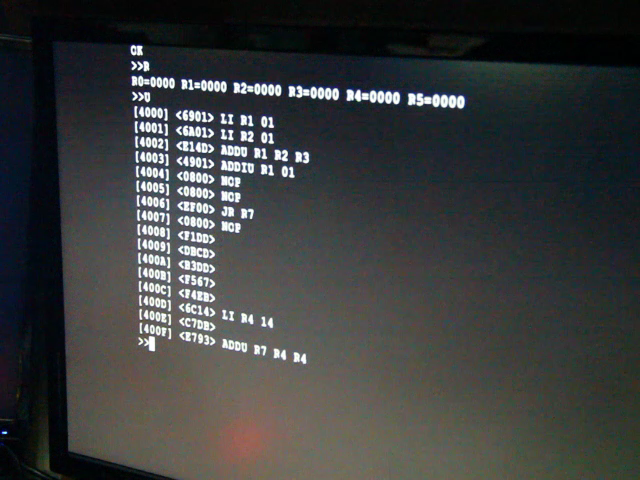 OK
>>R
R0=0000 R1=0000 R2=0000 R3=0000 R4=0000 R5=0000
>>U
[4000] <6901> LI R1 01
[4001] <6A01> LI R2 01
[4002] <E14D> ADDU R1 R2 R3
[4003] <4901> ADDIU R1 01
[4004] <0800> NOP
[4005] <0800> NOP
[4006] <EF00> JR R7
[4007] <0800> NOP
[4008] <F1DD>
[4009] <DBCD>
[400A] <B3DD>
[400B] <F567>
[400C] <F4EB>
[400D] <6C14> LI R4 14
[400E] <C7DB>
[400F] <E793> ADDU R7 R4 R4
>>